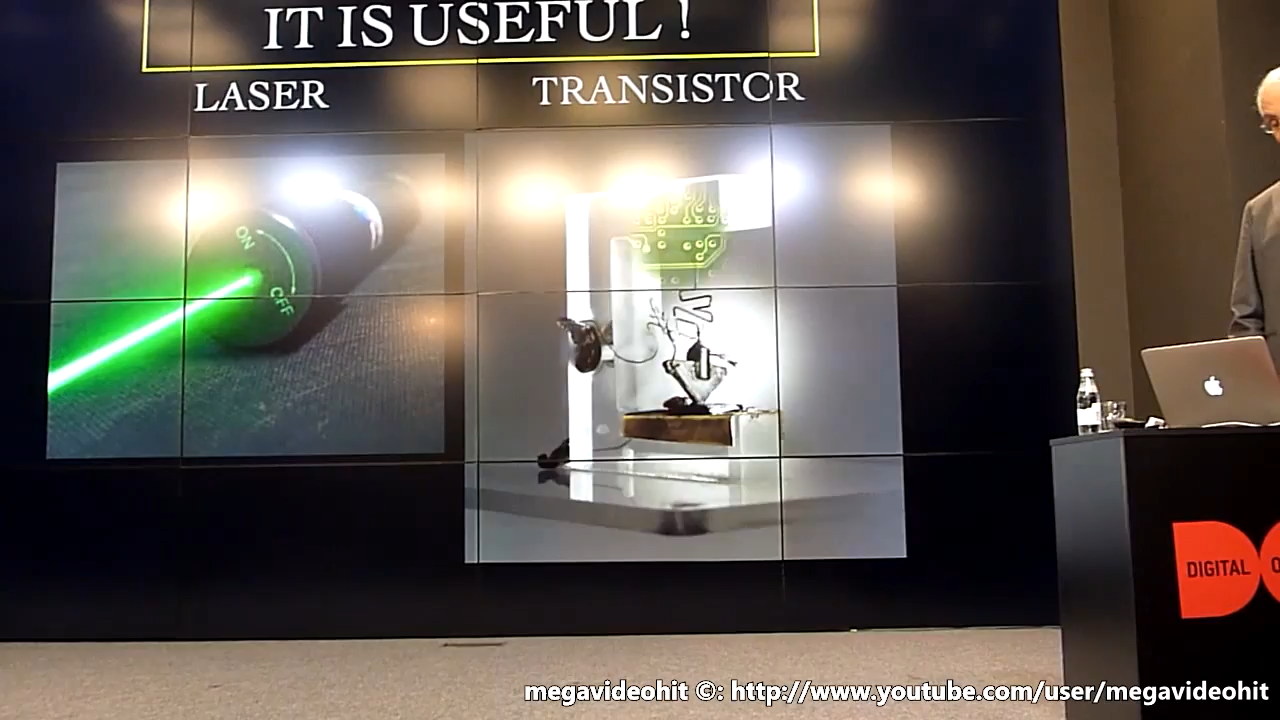 IT IS USEFUL !
LASER
TRANSISTOR
ON
OFF
DIGITAL
megavideohit ©: http://www.youtube.com/user/megavideohit